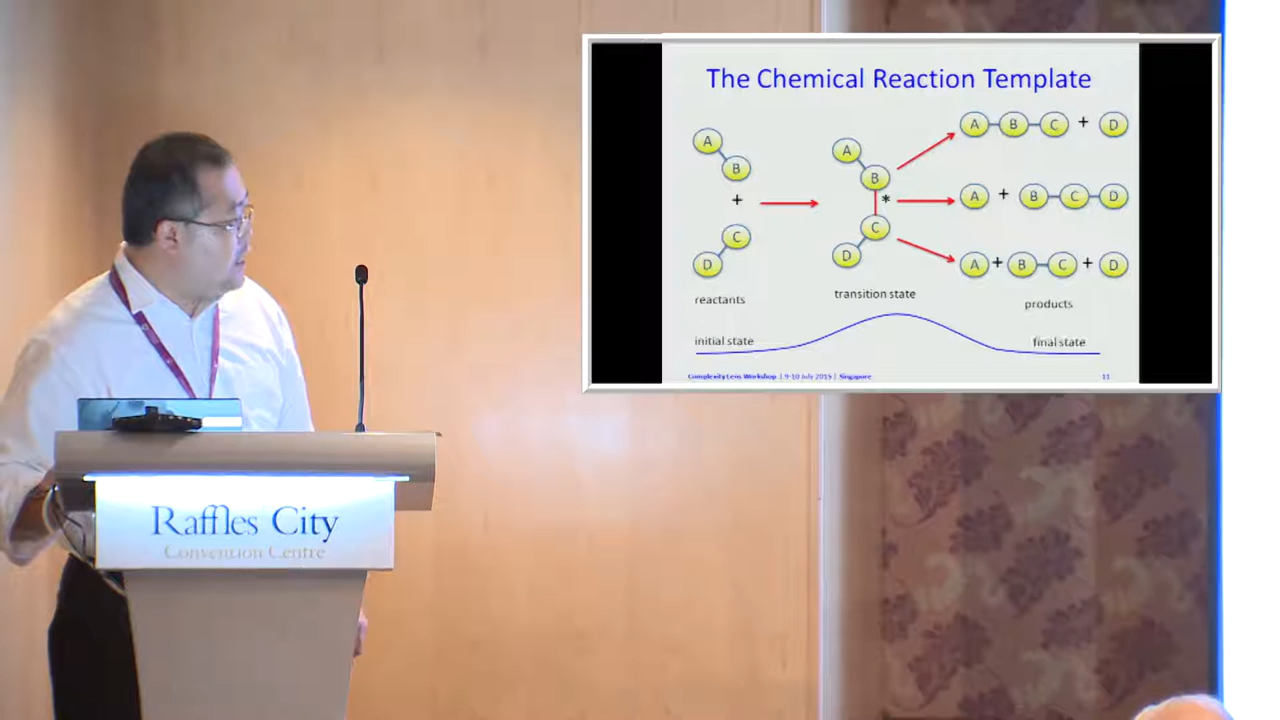 The Chemical Reaction Template
A
B
+
C
D
reactants
initial state
A
B
*
C
D
transition state
A B C + D
A + B C D
A + B C + D
products
final state
Complexity Lens Workshop | 9-10 July 2015 | Singapore
11
Raffles City
Convention Centre